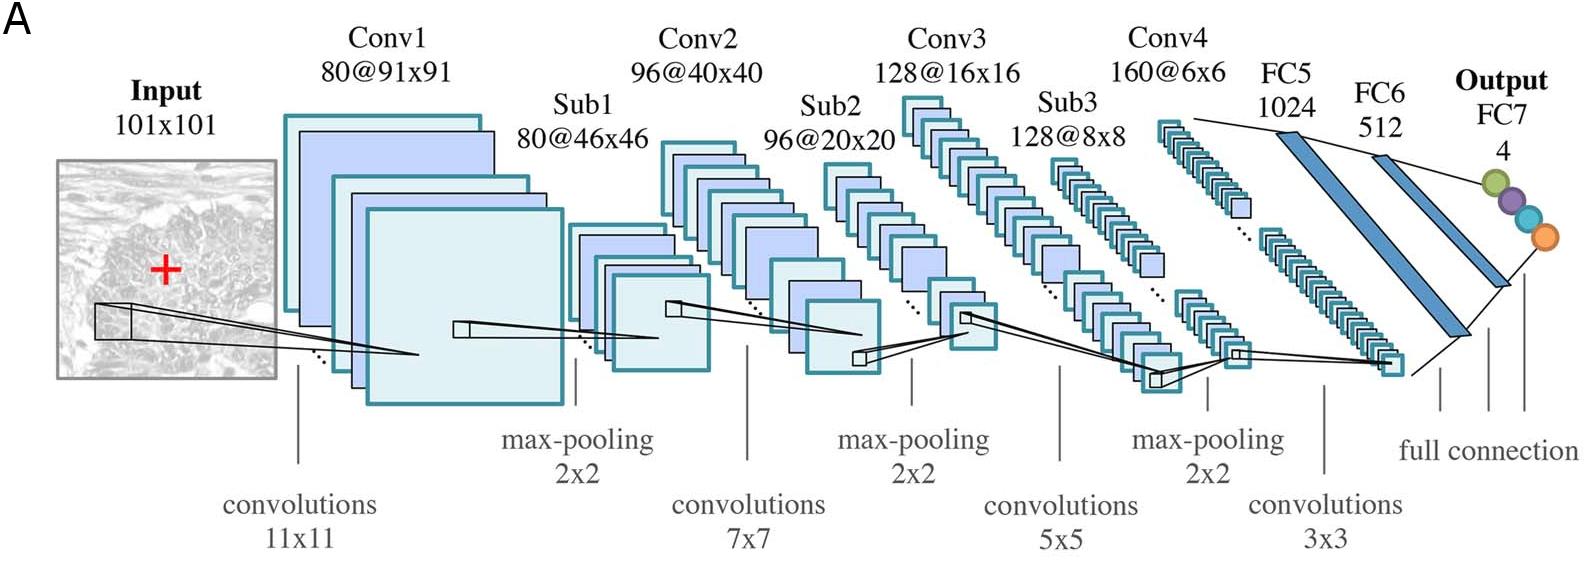 A
Input
101x101
Conv1
80@91x91
Sub1
80@46x46
Conv2
96@40x40
Sub2
96@20x20
Conv3
128@16x16
Sub3
128@8x8
Conv4
160@6x6
FC5
1024
FC6
512
Output
FC7
4
convolutions
11x11
max-pooling
2x2
convolutions
7x7
max-pooling
2x2
convolutions
5x5
max-pooling
2x2
convolutions
3x3
full connection